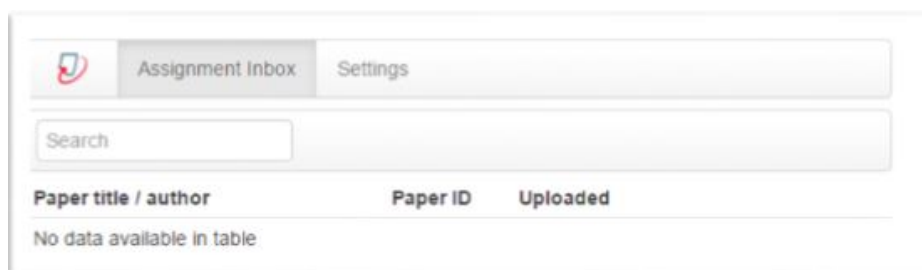 Assignment Inbox Settings
Search
Paper title / author Paper ID Uploaded
No data available in table